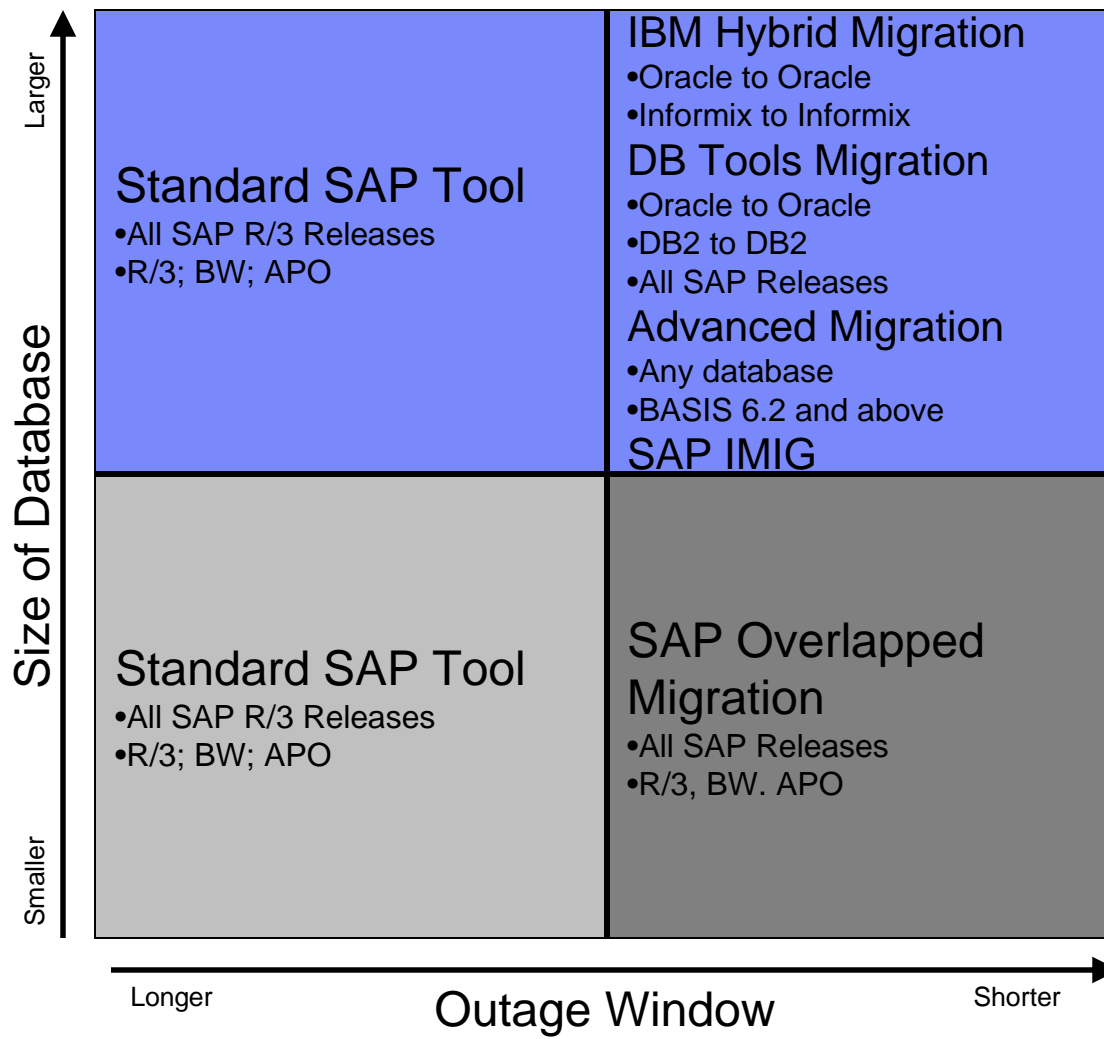 Larger
Size of Database
Smaller
Standard SAP Tool
•All SAP R/3 Releases
•R/3; BW; APO
IBM Hybrid Migration
•Oracle to Oracle
•Informix to Informix
DB Tools Migration
•Oracle to Oracle
•DB2 to DB2
•All SAP Releases
Advanced Migration
•Any database
•BASIS 6.2 and above
SAP IMIG
Standard SAP Tool
•All SAP R/3 Releases
•R/3; BW; APO
SAP Overlapped
Migration
•All SAP Releases
•R/3, BW. APO
Longer
Outage Window
Shorter